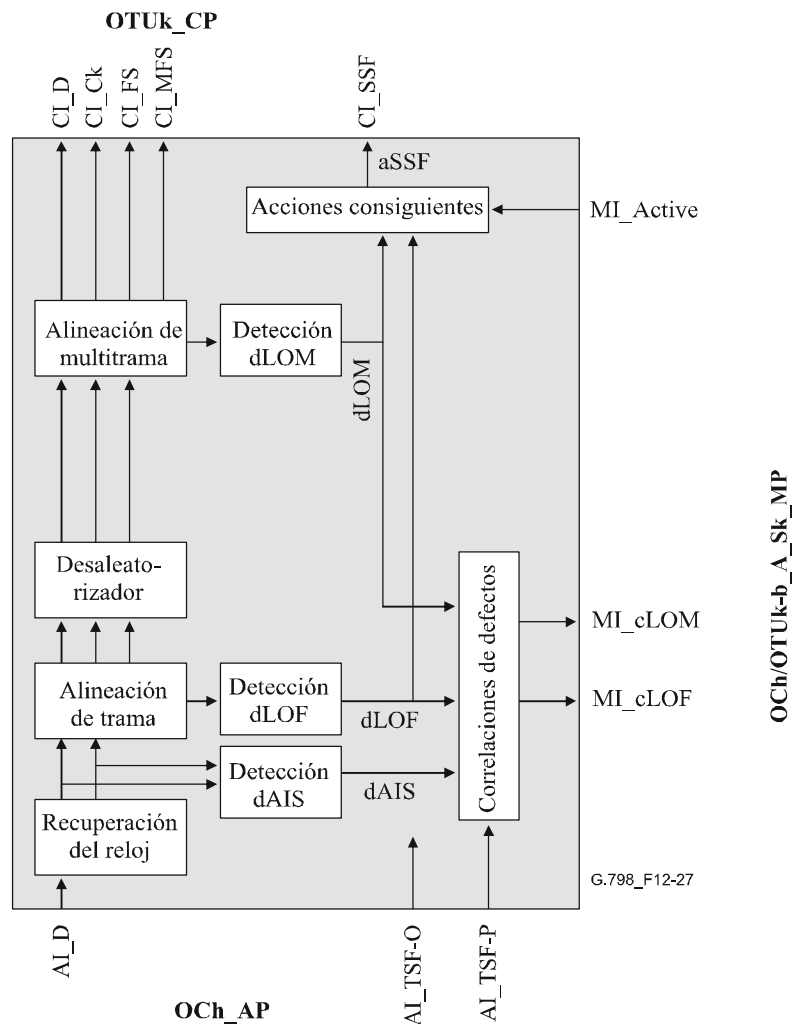 OTUk_CP
CI_D
CI_Ck
CI_FS
CI_MFS
CI_SSF
aSSF
Acciones consiguientes
MI_Active
Alineación de
multitrama
Detección
dLOM
dLOM
Desaleato-
rizador
Correlaciones de defectos
MI_cLOM
MI_cLOF
OCh/OTUk-b_A_Sk_MP
Alineación
de trama
Detección
dLOF
dLOF
Detección
dAIS
dAIS
Recuperación
del reloj
G.798_F12-27
AI_D
AI_TSF-O
AI_TSF-P
OCh_AP